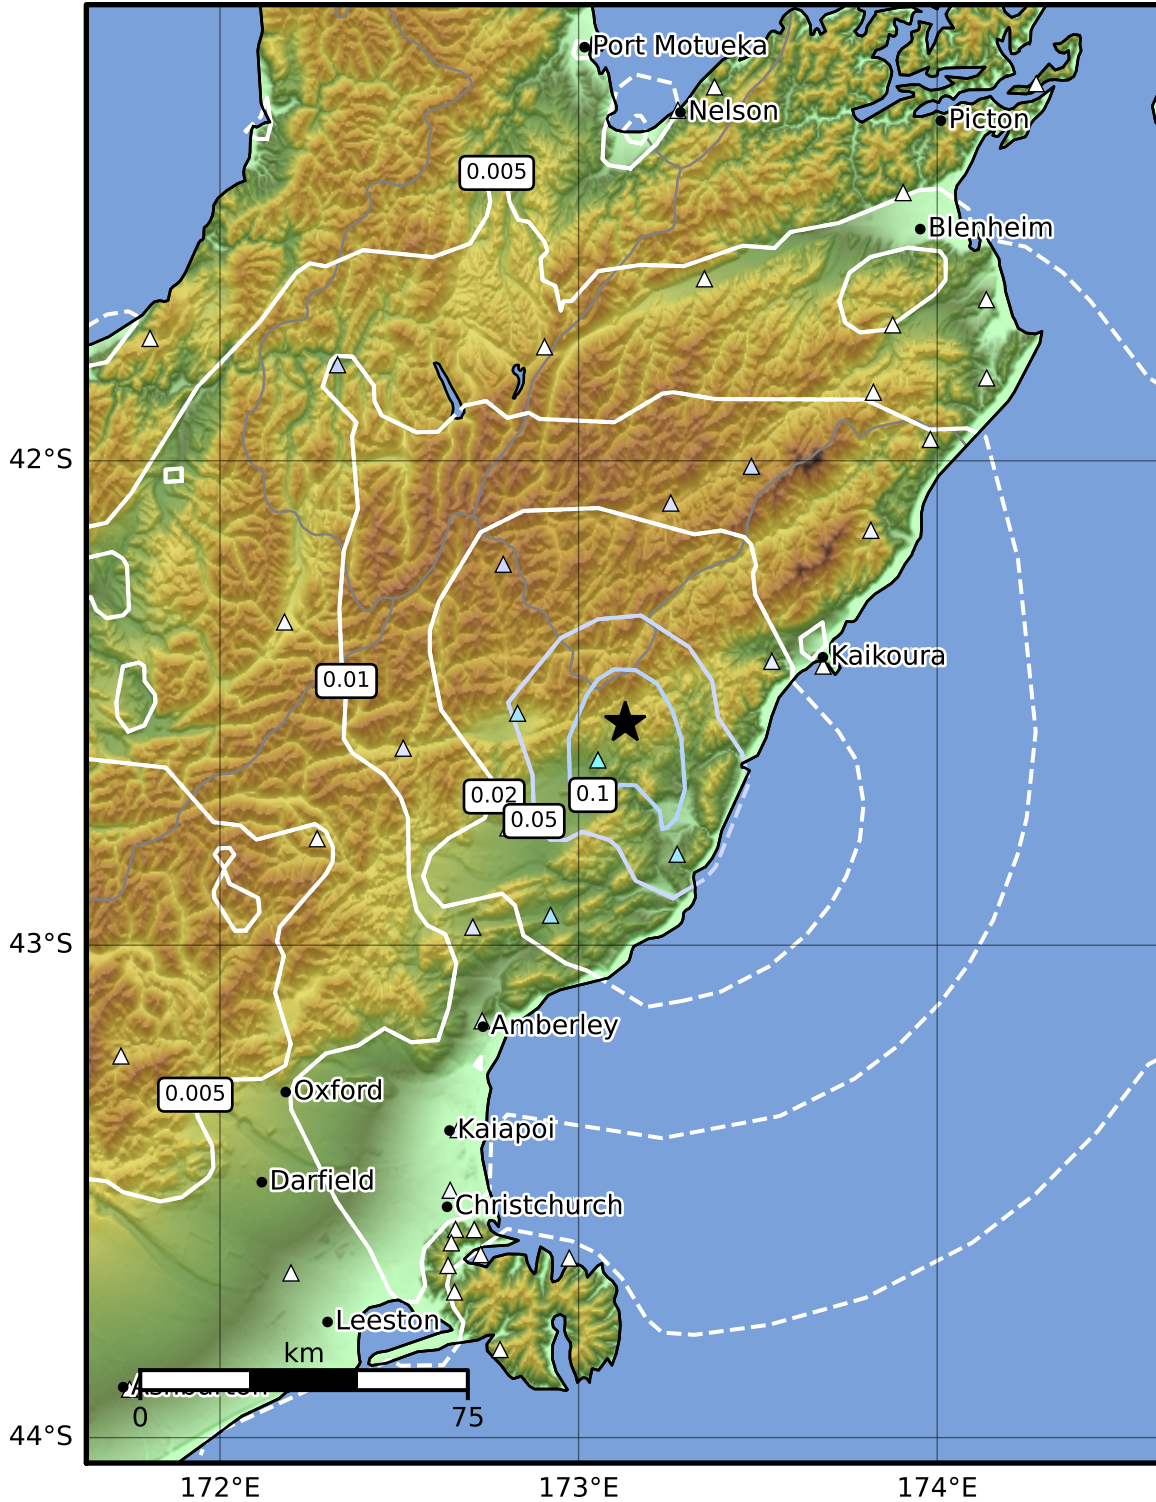 Port Motueka
Nelson
Picton
0.005
Blenheim
42°S
Kaikoura
0.01
0.02
0.1
0.05
43°S
Amberley
Oxford
0.005
Kaiapoi
Darfield
Christchurch
Leeston
km
Ashburton
0
75
44°S
172°E
173°E
174°E